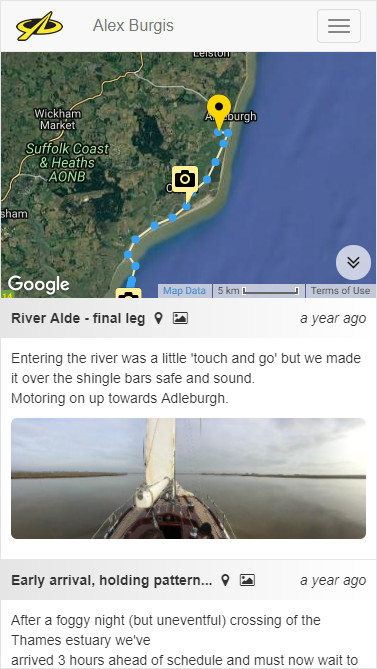 Alex Burgis
Leiston
Wickham
Market
Suffolk Coast
& Heaths
AONB
sham
Google
14
Map Data
5 km
Terms of Use
River Alde - final leg
a year ago
Entering the river was a little 'touch and go' but we made
it over the shingle bars safe and sound.
Motoring on up towards Adleburgh.
Early arrival, holding pattern...
a year ago
After a foggy night (but uneventful) crossing of the
Thames estuary we've
arrived 3 hours ahead of schedule and must now wait to